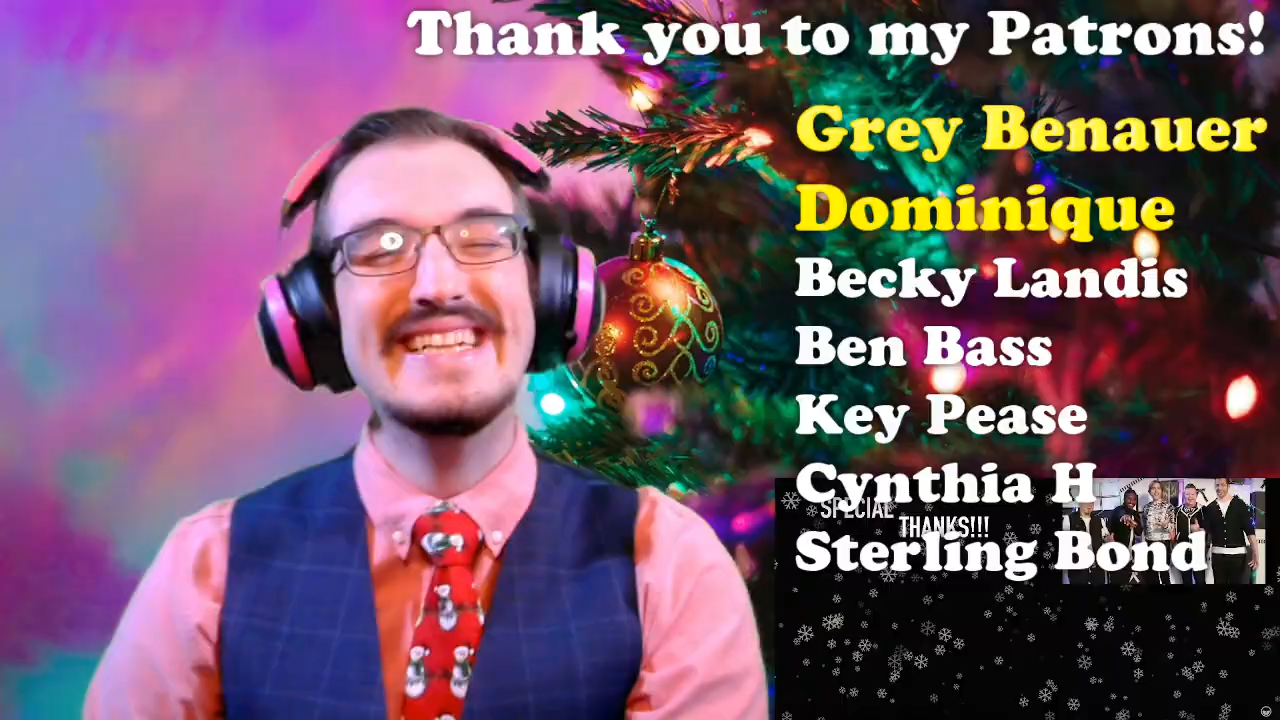 Thank you to my Patrons!
Grey Benauer
Dominique
Becky Landis
Ben Bass
Key Pease
Cynthia H
SPECIAL
THANKS!!!
Sterling Bond